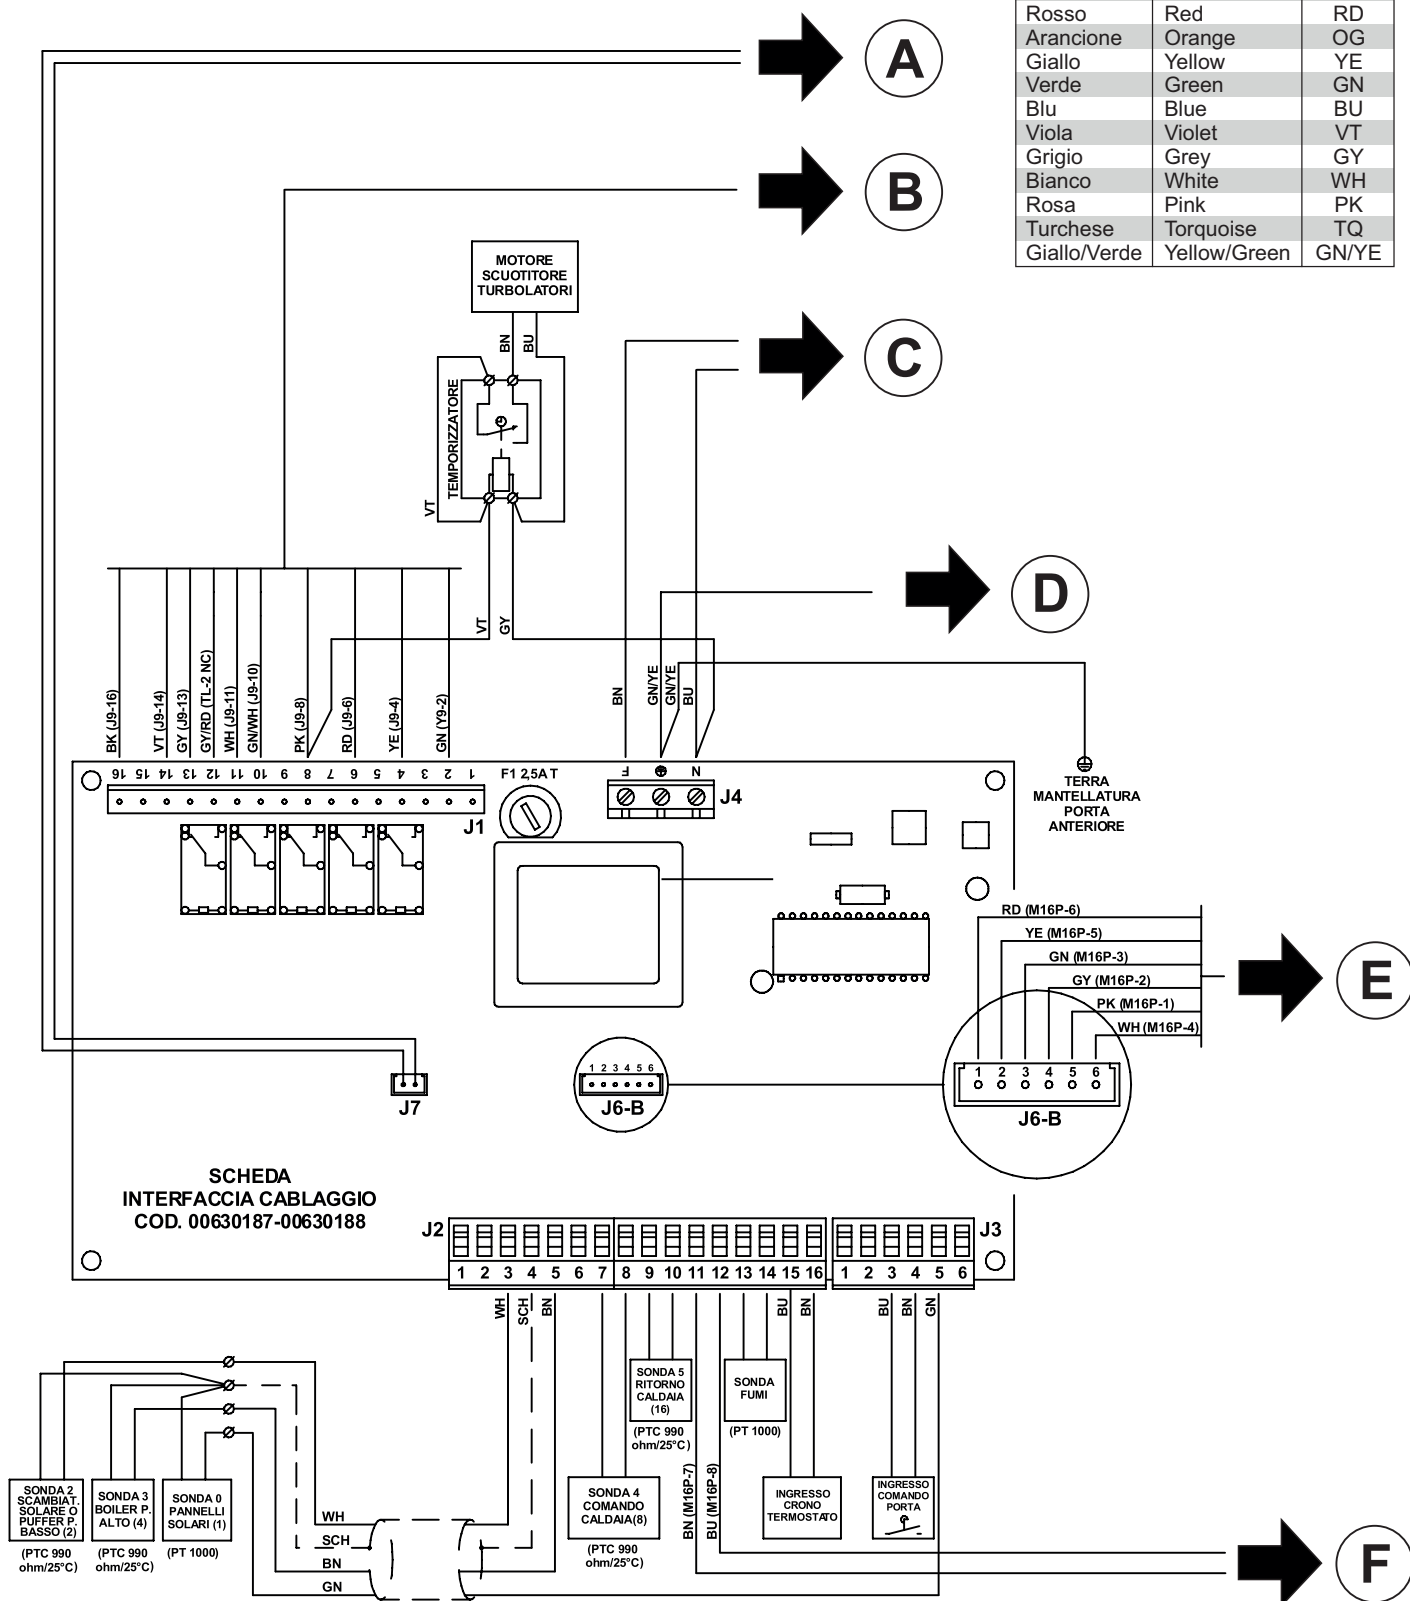 Rosso Red RD
Arancione Orange OG
Giallo Yellow YE
Verde Green GN
Blu Blue BU
Viola Violet VT
Grigio Grey GY
Bianco White WH
Rosa Pink PK
Turchese Torquoise TQ
Giallo/Verde Yellow/Green GN/YE
A
B
C
D
MOTORE
SCUOTITORE
TURBOLATORI
BN
BU
TEMPORIZZATORE
VT
VT
GY
BK (J9-16)
VT (J9-14)
GY (J9-13)
GY/RD (TL-2 NC)
WH (J9-11)
GN/WH (J9-10)
PK (J9-8)
RD (J9-6)
YE (J9-4)
GN (Y9-2)
BN
GN/YE
GN/YE
BU
16 15 14 13 12 11 10 9 8 7 6 5 4 3 2 1
J1
F1 2,5A T
F N
J4
TERRA
MANTELLATURA
PORTA
ANTERIORE
RD (M16P-6)
YE (M16P-5)
GN (M16P-3)
GY (M16P-2)
PK (M16P-1)
WH (M16P-4)
E
1 2 3 4 5 6
J6-B
1 2 3 4 5 6
J6-B
J7
SCHEDA
INTERFACCIA CABLAGGIO
COD. 00630187-00630188
J2
J3
1 2 3 4 5 6 7 8 9 10 11 12 13 14 15 16
1 2 3 4 5 6
WH
SCH
BN
BU
BN
BU
BN
GN
SONDA 5
RITORNO
CALDAIA
(16)
(PTC 990
ohm/25°C)
SONDA
FUMI
(PT 1000)
BN (M16P-7)
BU (M16P-8)
SONDA 2
SCAMBIAT.
SOLARE O
PUFFER P.
BASSO (2)
(PTC 990
ohm/25°C)
SONDA 3
BOILER P.
ALTO (4)
(PTC 990
ohm/25°C)
SONDA 0
PANNELLI
SOLARI (1)
(PT 1000)
WH
SCH
BN
GN
SONDA 4
COMANDO
CALDAIA(8)
(PTC 990
ohm/25°C)
INGRESSO
CRONO
TERMOSTATO
INGRESSO
COMANDO
PORTA
F